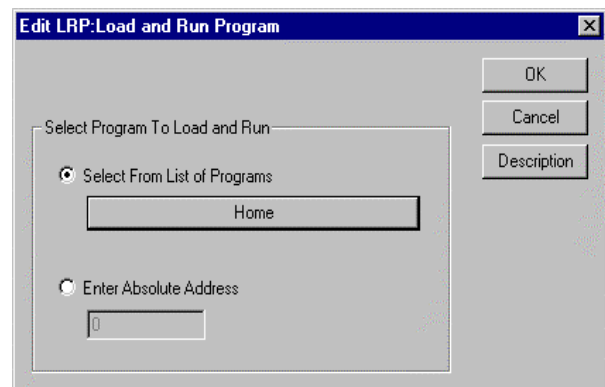 Edit LRP:Load and Run Program
OK
Cancel
Description
Select Program To Load and Run
Select From List of Programs
Home
Enter Absolute Address
0